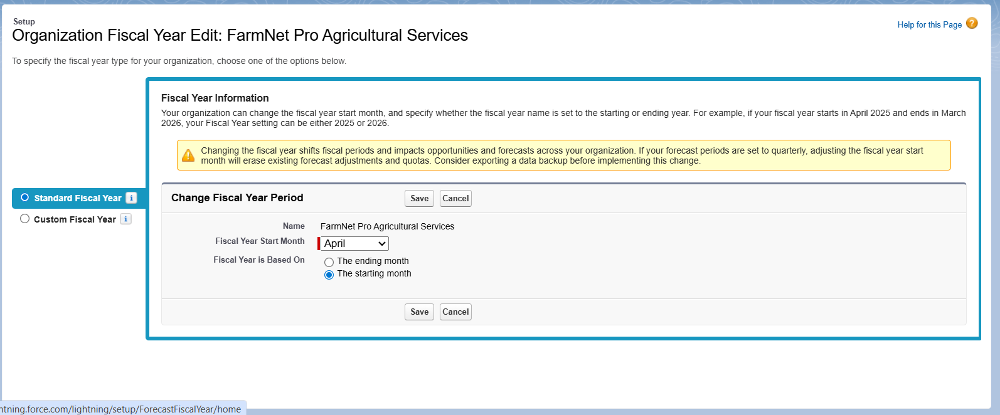 Setup
Organization Fiscal Year Edit: FarmNet Pro Agricultural Services
Help for this Page
?
To specify the fiscal year type for your organization, choose one of the options below.
Fiscal Year Information
Your organization can change the fiscal year start month, and specify whether the fiscal year name is set to the starting or ending year. For example, if your fiscal year starts in April 2025 and ends in March
2026, your Fiscal Year setting can be either 2025 or 2026.
Changing the fiscal year shifts fiscal periods and impacts opportunities and forecasts across your organization. If your forecast periods are set to quarterly, adjusting the fiscal year start
month will erase existing forecast adjustments and quotas. Consider exporting a data backup before implementing this change.
Standard Fiscal Year i
Custom Fiscal Year i
Change Fiscal Year Period Save Cancel
Name FarmNet Pro Agricultural Services
Fiscal Year Start Month April
Fiscal Year is Based On The ending month
The starting month
Save Cancel
ntning.force.com/lightning/setup/ForecastFiscalYear/home